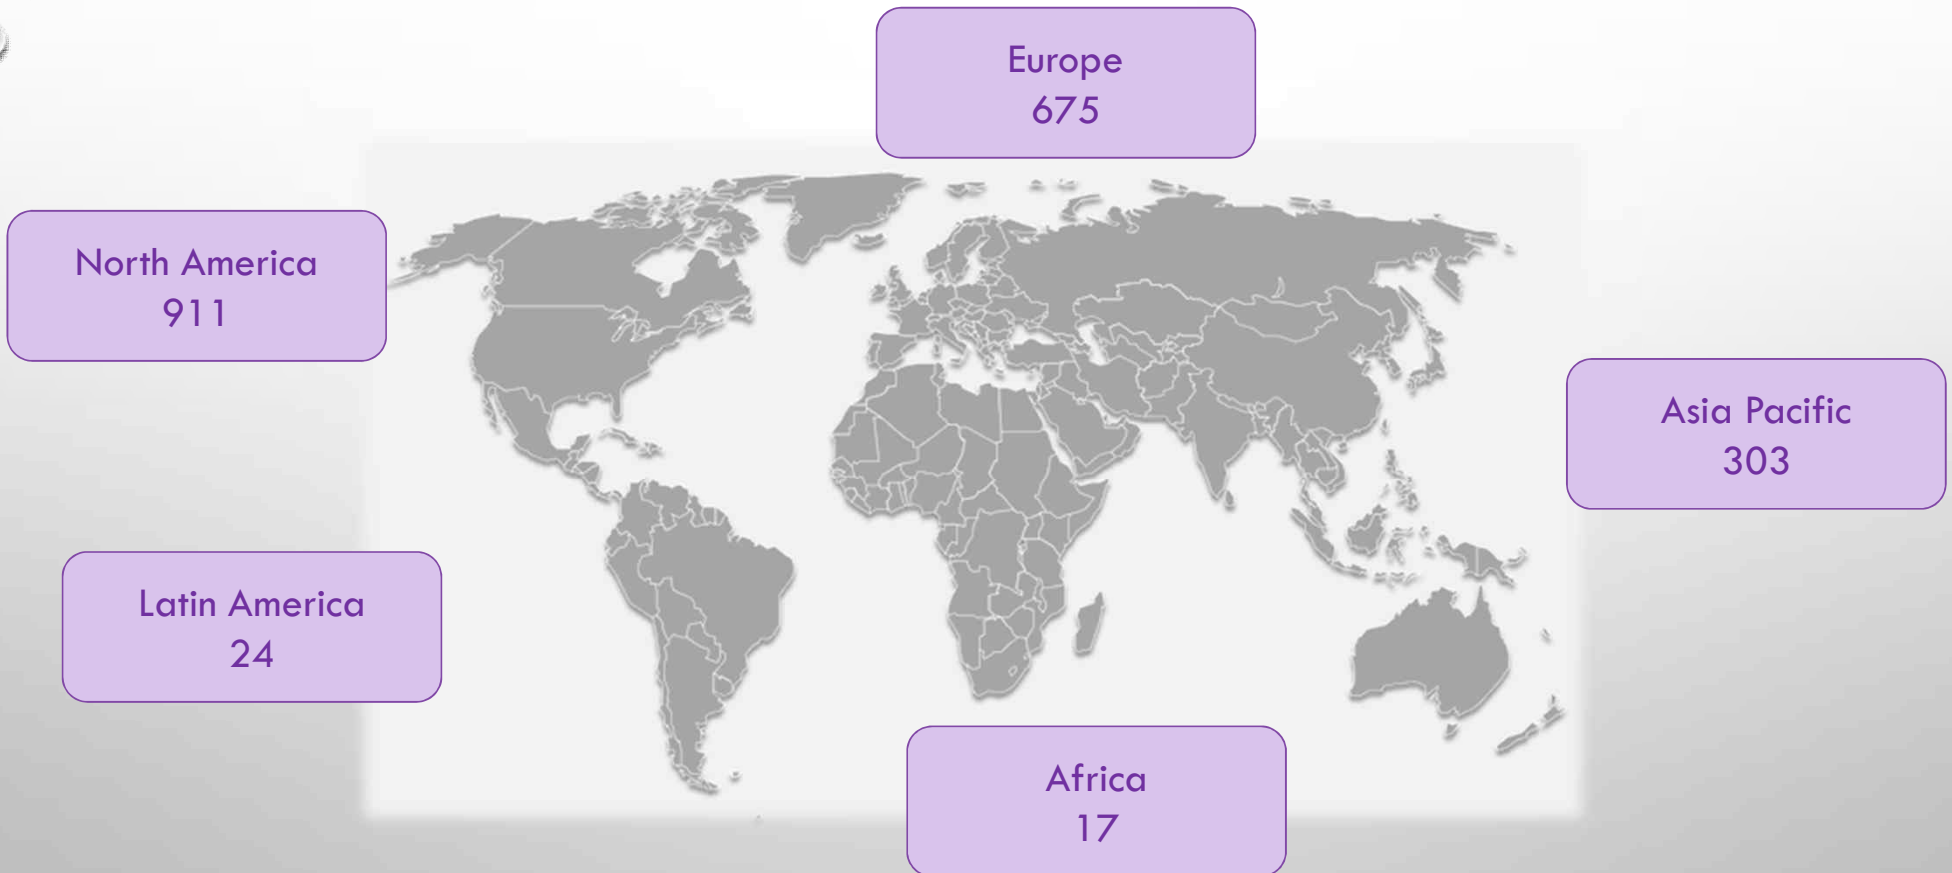 Europe
675
North America
911
Asia Pacific
303
Latin America
24
Africa
17